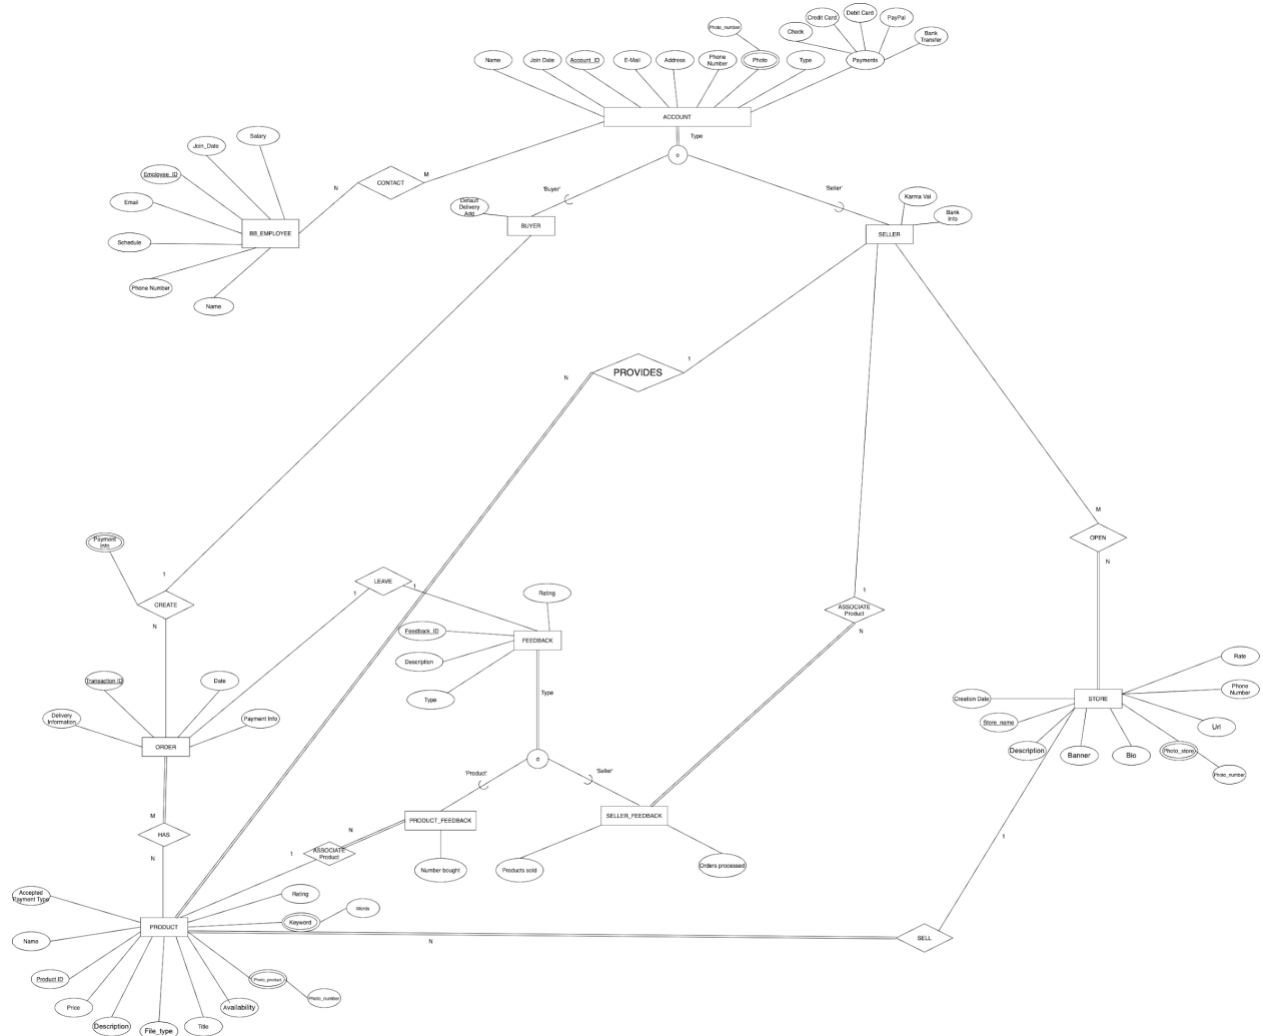 Credit Card
Debit Card
PayPal
Photo_number
Check
Bank
Transfer
Name
Join Date
Account_ID
E-Mail
Address
Phone
Number
Photo
Type
Payments
ACCOUNT
Type
o
Salary
Join_Date
Employee_ID
Email
Schedule
Phone Number
Name
BB_EMPLOYEE
N
CONTACT
M
'Buyer'
Default
Delivery
Add
BUYER
'Seller'
Karma Val
Bank
Info
SELLER
N
PROVIDES
1
Payment
Info
1
CREATE
N
LEAVE
1
1
Rating
Feedback_ID
FEEDBACK
Description
Type
Type
1
ASSOCIATE
Product
N
M
OPEN
N
Transaction ID
Date
Delivery
Information
Payment Info
ORDER
Creation Date
Store_name
Description
Banner
Bio
Photo_store
Photo_number
Url
Phone
Number
Rate
STORE
d
'Product'
'Seller'
PRODUCT_FEEDBACK
SELLER_FEEDBACK
Number bought
Products sold
Orders processed
M
HAS
N
N
1
ASSOCIATE
Product
1
SELL
N
Accepted
Payment Type
Name
Product ID
Price
Description
File_type
Title
Availability
Photo_product
Photo_number
Rating
Keyword
Words
PRODUCT